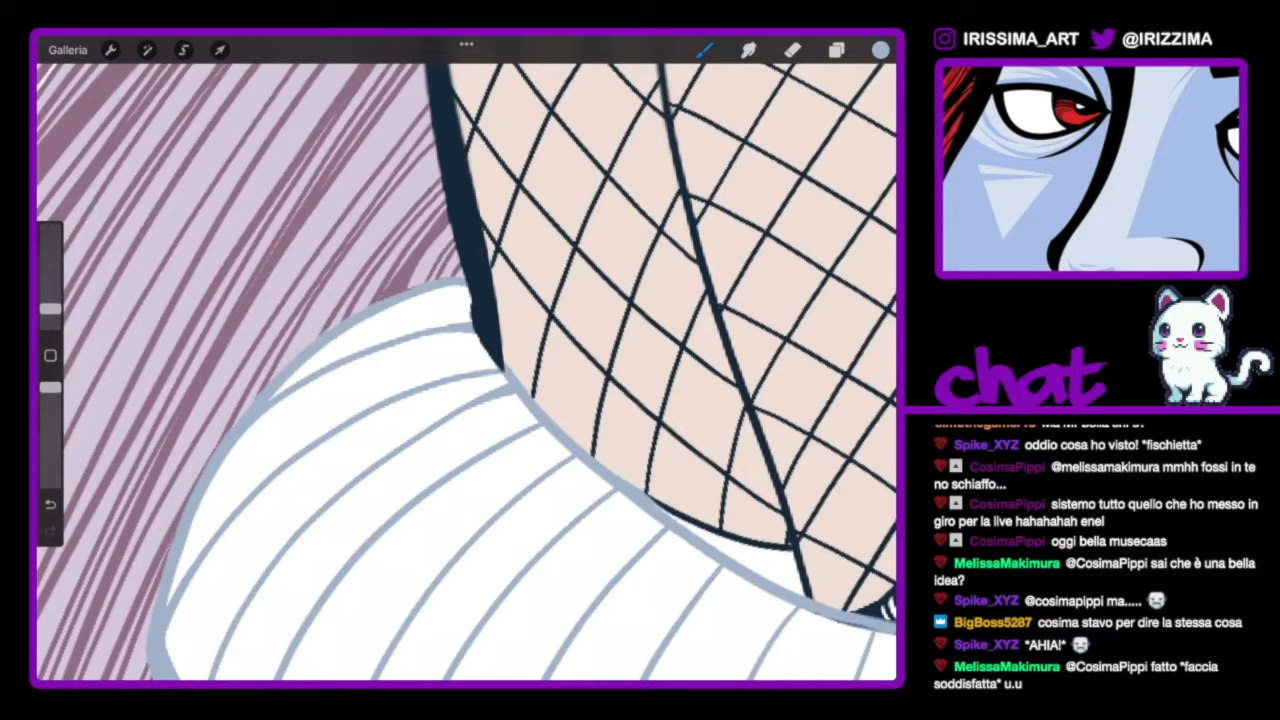 Galleria
IRISSIMA_ART @IRIZZIMA
chat
Spike_XYZ oddio cosa ho visto! *fischietta*
CosimaPippi @melissamakimura mmhh fossi in te
no schiaffo...
CosimaPippi sistemo tutto quello che ho messo in
giro per la live hahahahah enel
CosimaPippi oggi bella musecaas
MelissaMakimura @CosimaPippi sai che è una bella
idea?
Spike_XYZ @cosimapippi ma.....
BigBoss5287 cosima stavo per dire la stessa cosa
Spike_XYZ *AHIA!*
MelissaMakimura @CosimaPippi fatto *faccia
soddisfatta* u.u